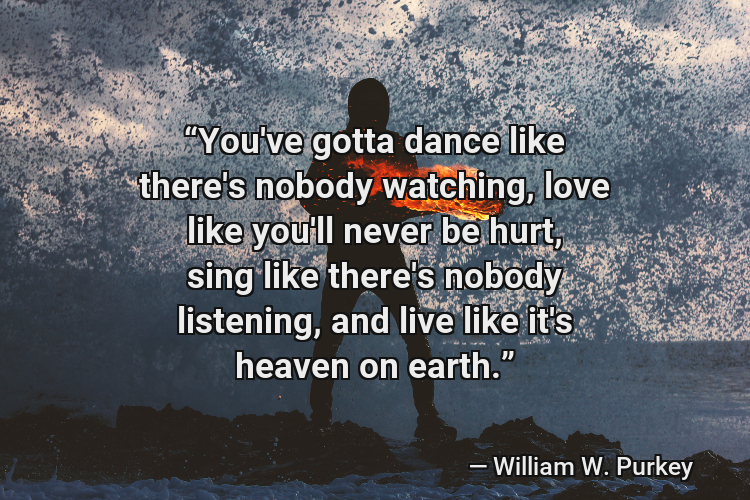 “You've gotta dance like
there's nobody watching, love
like you'll never be hurt,
sing like there's nobody
listening, and live like it's
heaven on earth.”
— William W. Purkey